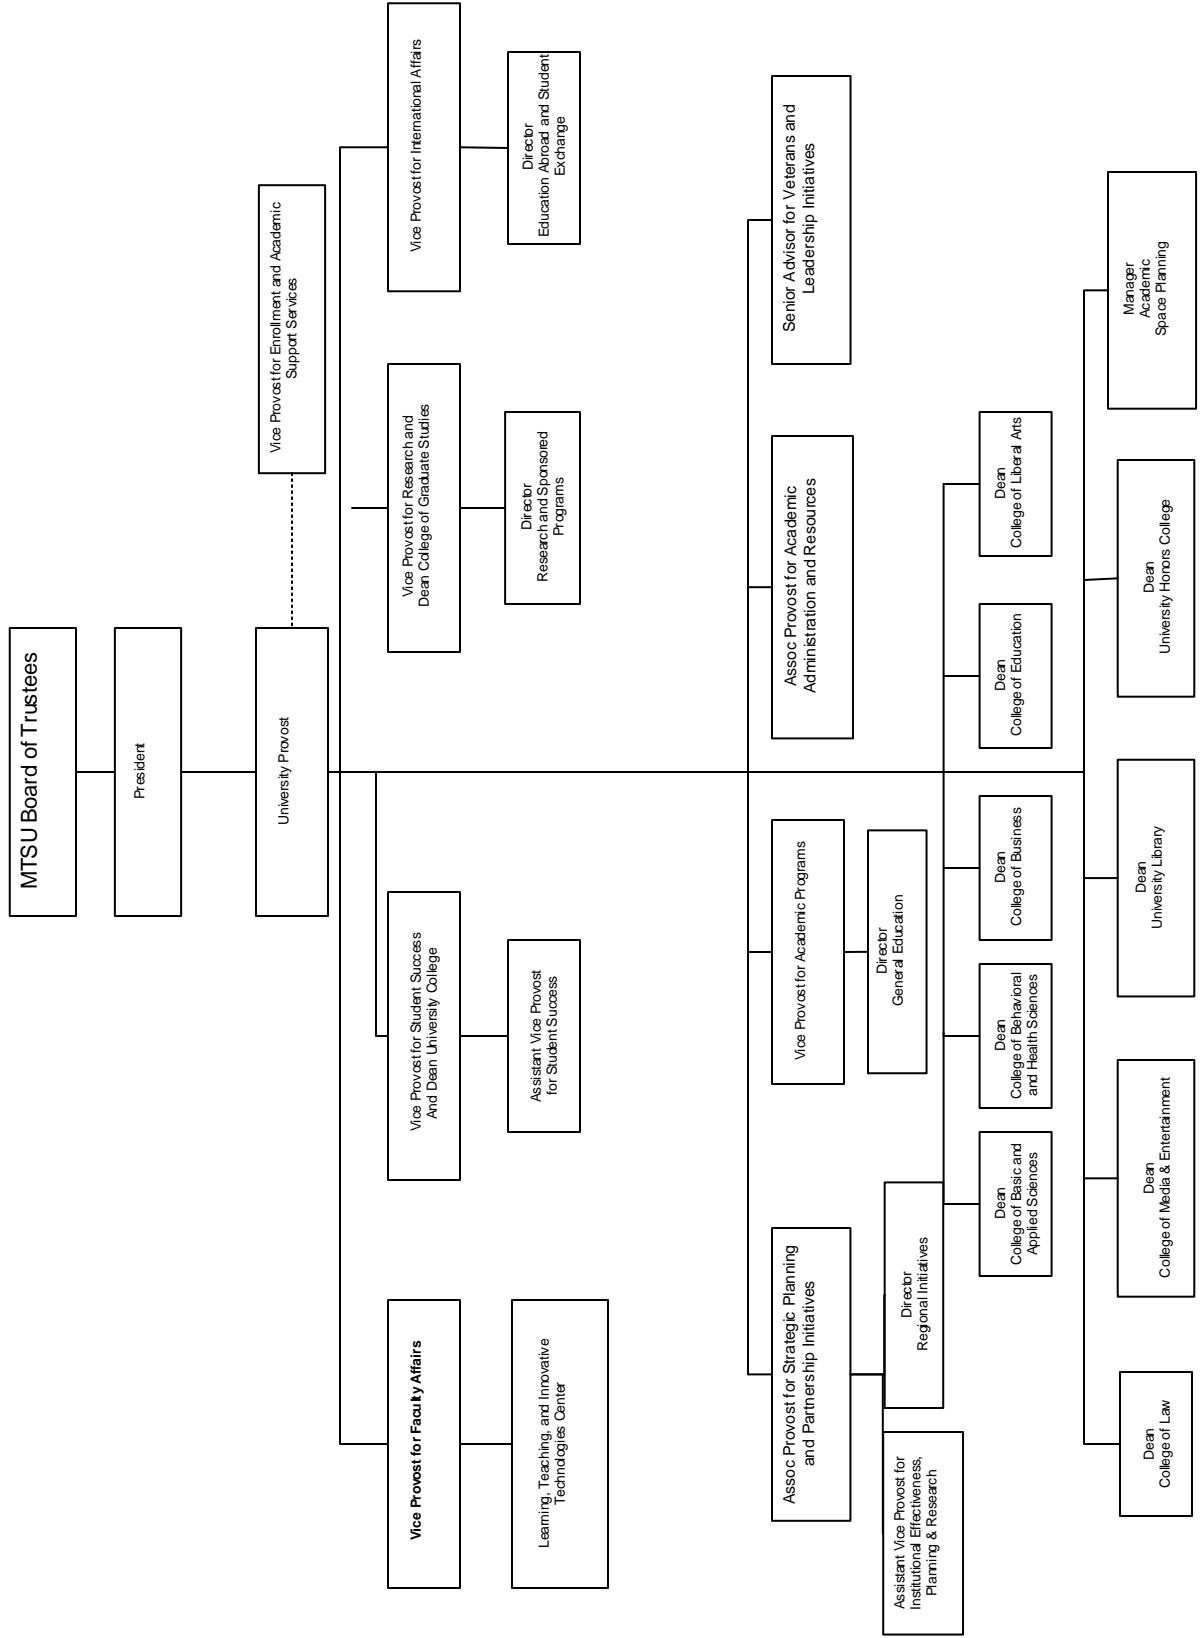 MTSU Board of Trustees
President
University Provost
Vice Provost for Enrollment and Academic
Support Services
Vice Provost for Faculty Affairs
Vice Provost for Student Success
And Dean University College
Vice Provost for Research and
Dean College of Graduate Studies
Vice Provost for International Affairs
Learning, Teaching, and Innovative
Technologies Center
Assistant Vice Provost
for Student Success
Director
Research and Sponsored
Programs
Director
Education Abroad and Student
Exchange
Assoc Provost for Strategic Planning
and Partnership Initiatives
Vice Provost for Academic Programs
Assoc Provost for Academic
Administration and Resources
Senior Advisor for Veterans and
Leadership Initiatives
Assistant Vice Provost for
Institutional Effectiveness,
Planning & Research
Director
Regional Initiatives
Director
General Education
Dean
College of Basic and
Applied Sciences
Dean
College of Behavioral
and Health Sciences
Dean
College of Business
Dean
College of Education
Dean
College of Liberal Arts
Dean
College of Law
Dean
College of Media & Entertainment
Dean
University Library
Dean
University Honors College
Manager
Academic
Space Planning